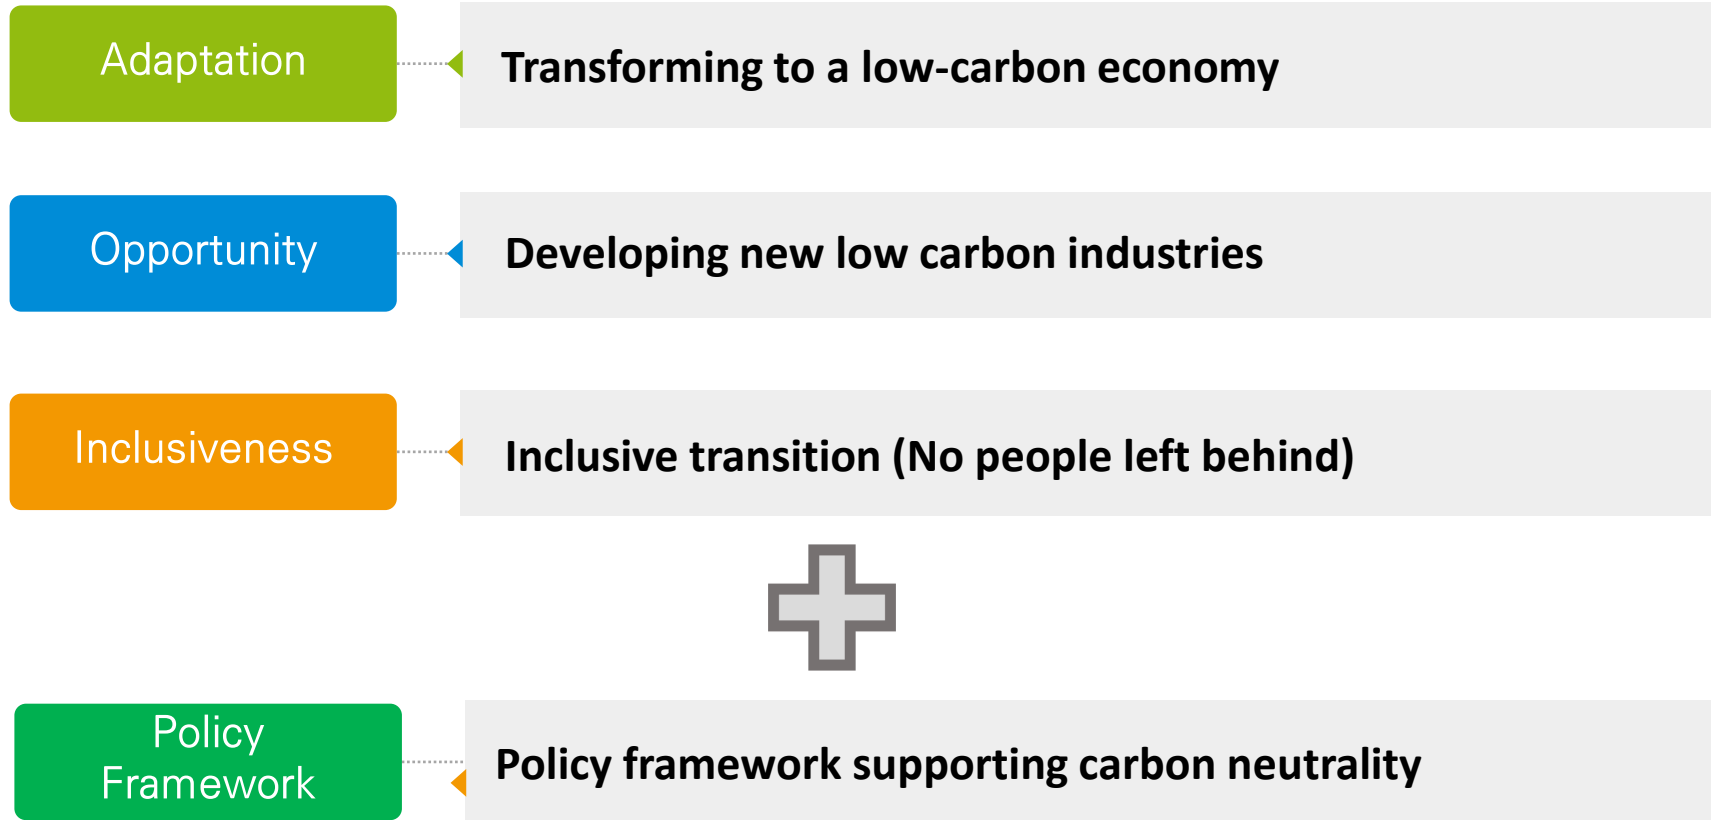 Adaptation
Transforming to a low-carbon economy
Opportunity
Developing new low carbon industries
Inclusiveness
Inclusive transition (No people left behind)
Policy
Framework
Policy framework supporting carbon neutrality